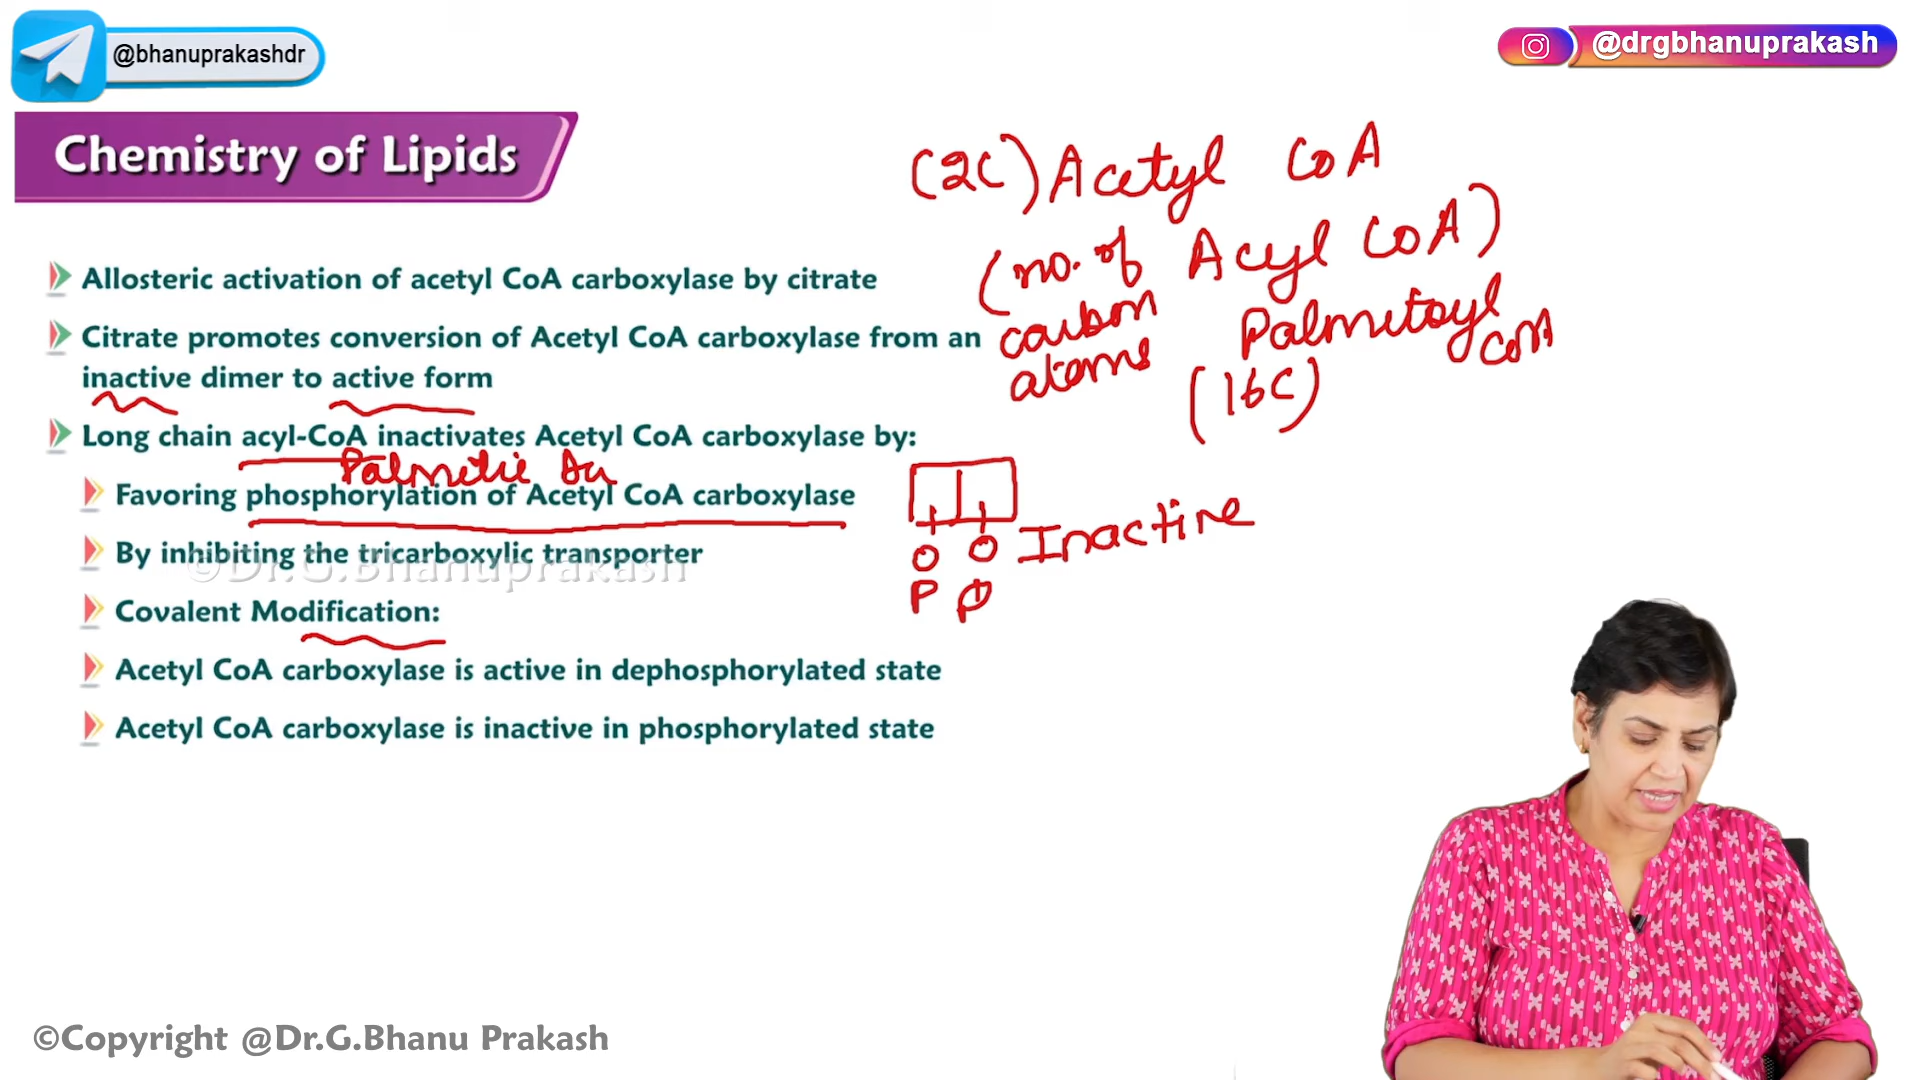 @bhanuprakashdr
@drgbhanuprakash
Chemistry of Lipids
Allosteric activation of acetyl CoA carboxylase by citrate
Citrate promotes conversion of Acetyl CoA carboxylase from an
inactive dimer to active form
Long chain acyl-CoA inactivates Acetyl CoA carboxylase by:
Palmetic
Favoring phosphorylation of Acetyl CoA carboxylase
By inhibiting the tricarboxylic transporter
©Dr.G.Bhanuprakash
Covalent Modification:
Acetyl CoA carboxylase is active in dephosphorylated state
Acetyl CoA carboxylase is inactive in phosphorylated state
(2C) Acetyl CoA
(no. of Acyl CoA)
carbon Palmitoyl
atoms CoA
(16C)
Inactive
O O
P P
©Copyright @Dr.G.Bhanu Prakash